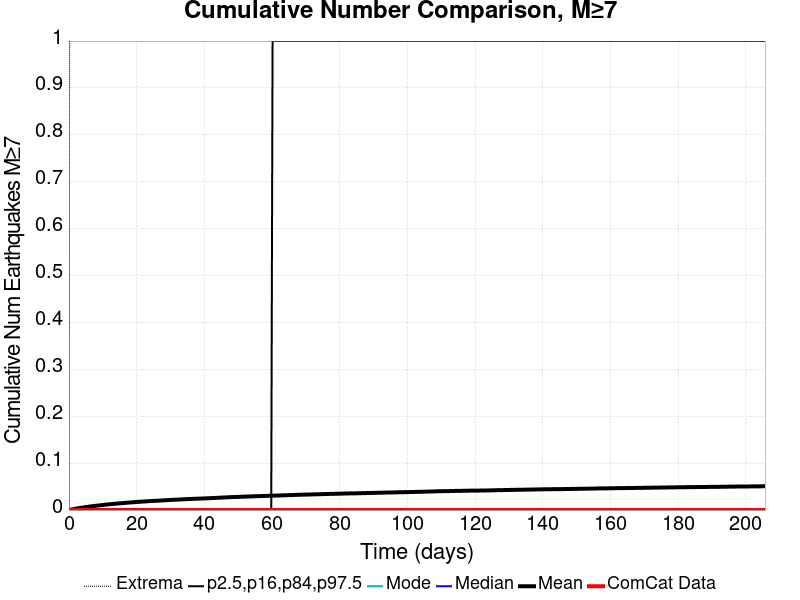 Cumulative Number Comparison, M≥7
Cumulative Num Earthquakes M≥7
1
0.9
0.8
0.7
0.6
0.5
0.4
0.3
0.2
0.1
0
0 20 40 60 80 100 120 140 160 180 200
Time (days)
Extrema p2.5,p16,p84,p97.5 Mode Median Mean ComCat Data